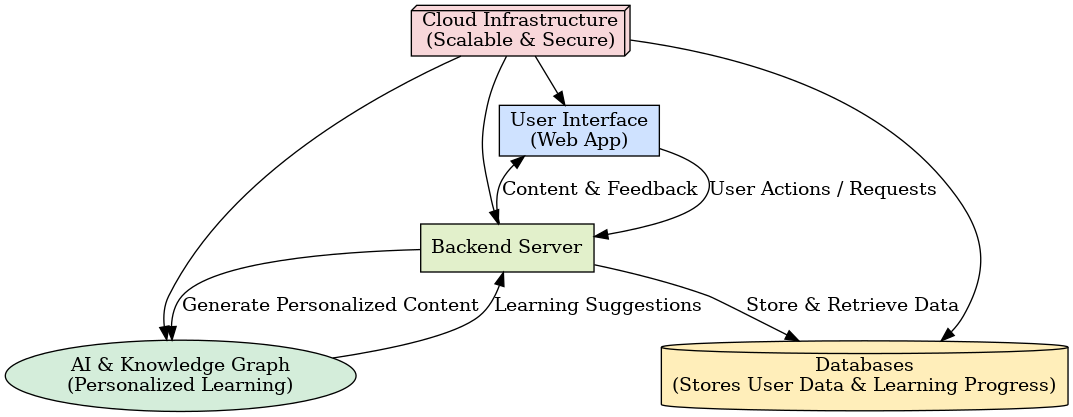 Cloud Infrastructure
(Scalable & Secure)
User Interface
(Web App)
Content & Feedback
User Actions / Requests
Backend Server
Generate Personalized Content
Learning Suggestions
Store & Retrieve Data
AI & Knowledge Graph
(Personalized Learning)
Databases
(Stores User Data & Learning Progress)